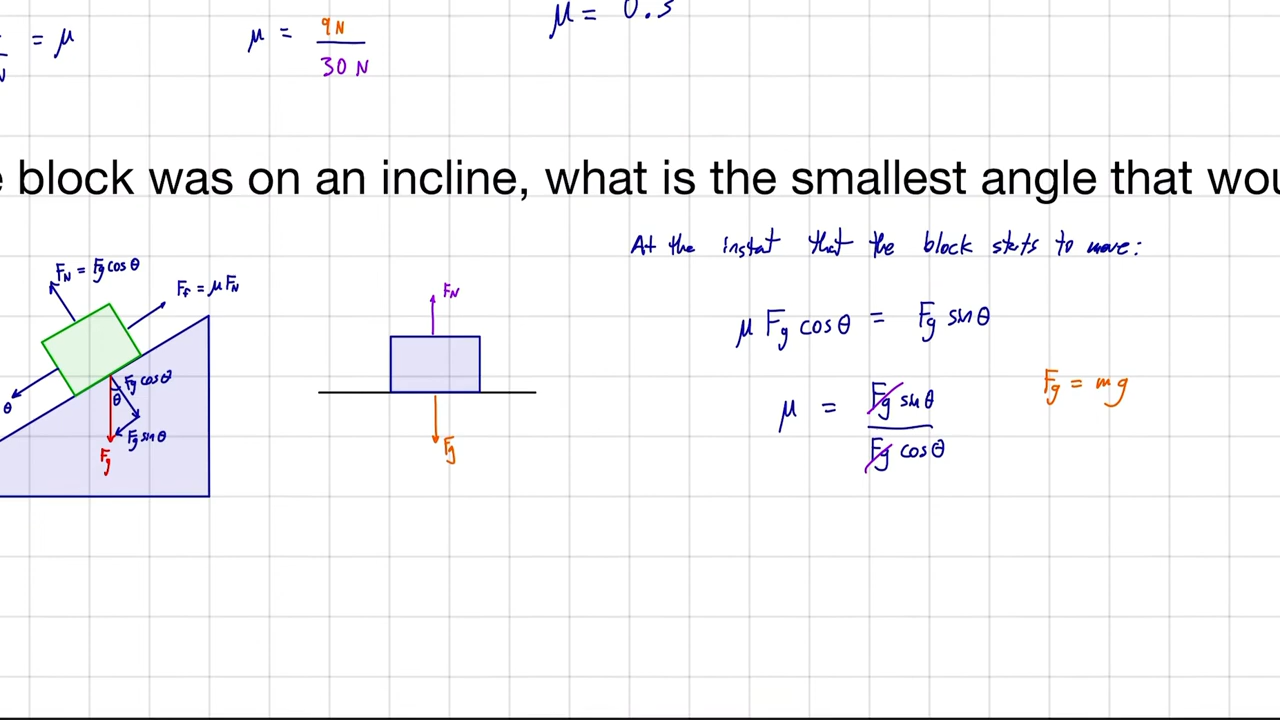 = μ
μ = 9N / 30 N
μ = 0.3
block was on an incline, what is the smallest angle that wou
At the instat that the block starts to move:
F_N = Fg cos θ
F_f = μ F_N
F_N
μ Fg cos θ = Fg sin θ
Fg cos θ
θ
θ
Fg sin θ
Fg
Fg
μ = Fg sin θ / Fg cos θ
Fg = mg